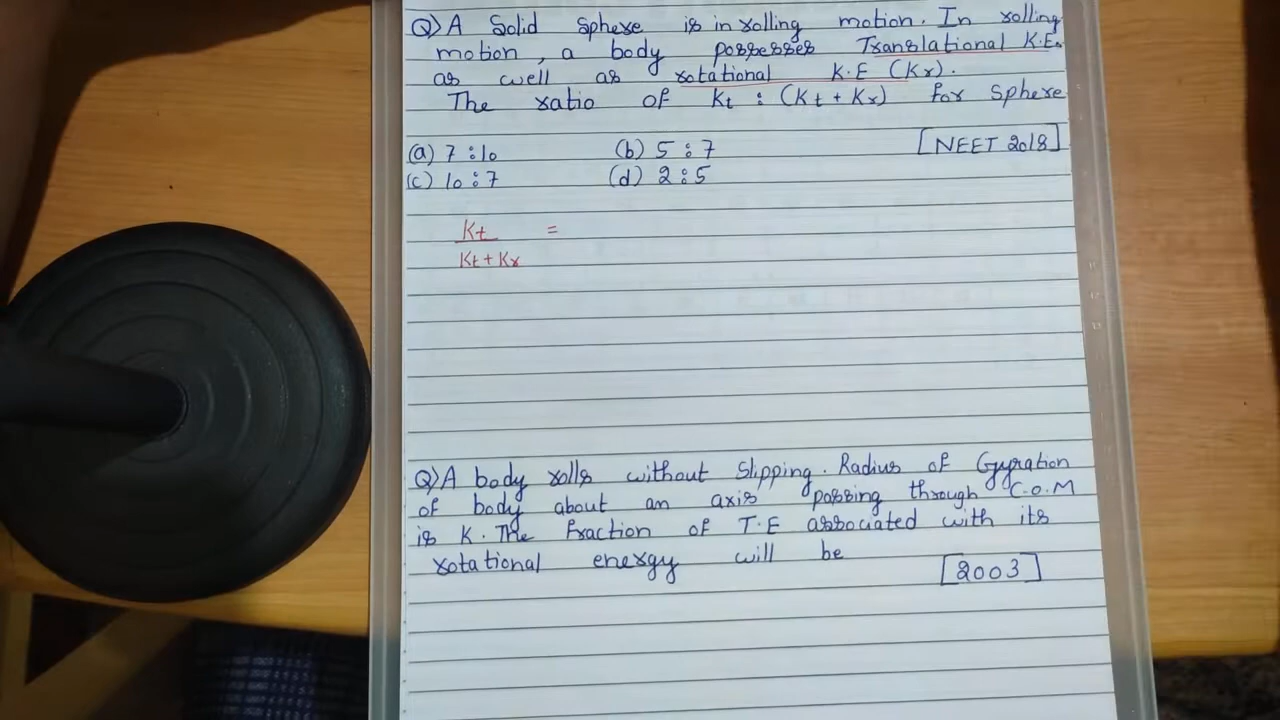 Q) A Solid Sphere is in rolling motion. In rolling
motion, a body possesses Translational K.E.
as well as rotational K.E (Kr).
The ratio of Kt : (Kt + Kr) for Sphere
[NEET 2018]
(a) 7:10 (b) 5:7
(c) 10:7 (d) 2:5
Kt =
Kt + Kr
Q) A body rolls without Slipping. Radius of Gyration
of body about an axis passing through C.O.M
is K. The fraction of T.E associated with its
rotational energy will be
[2003]